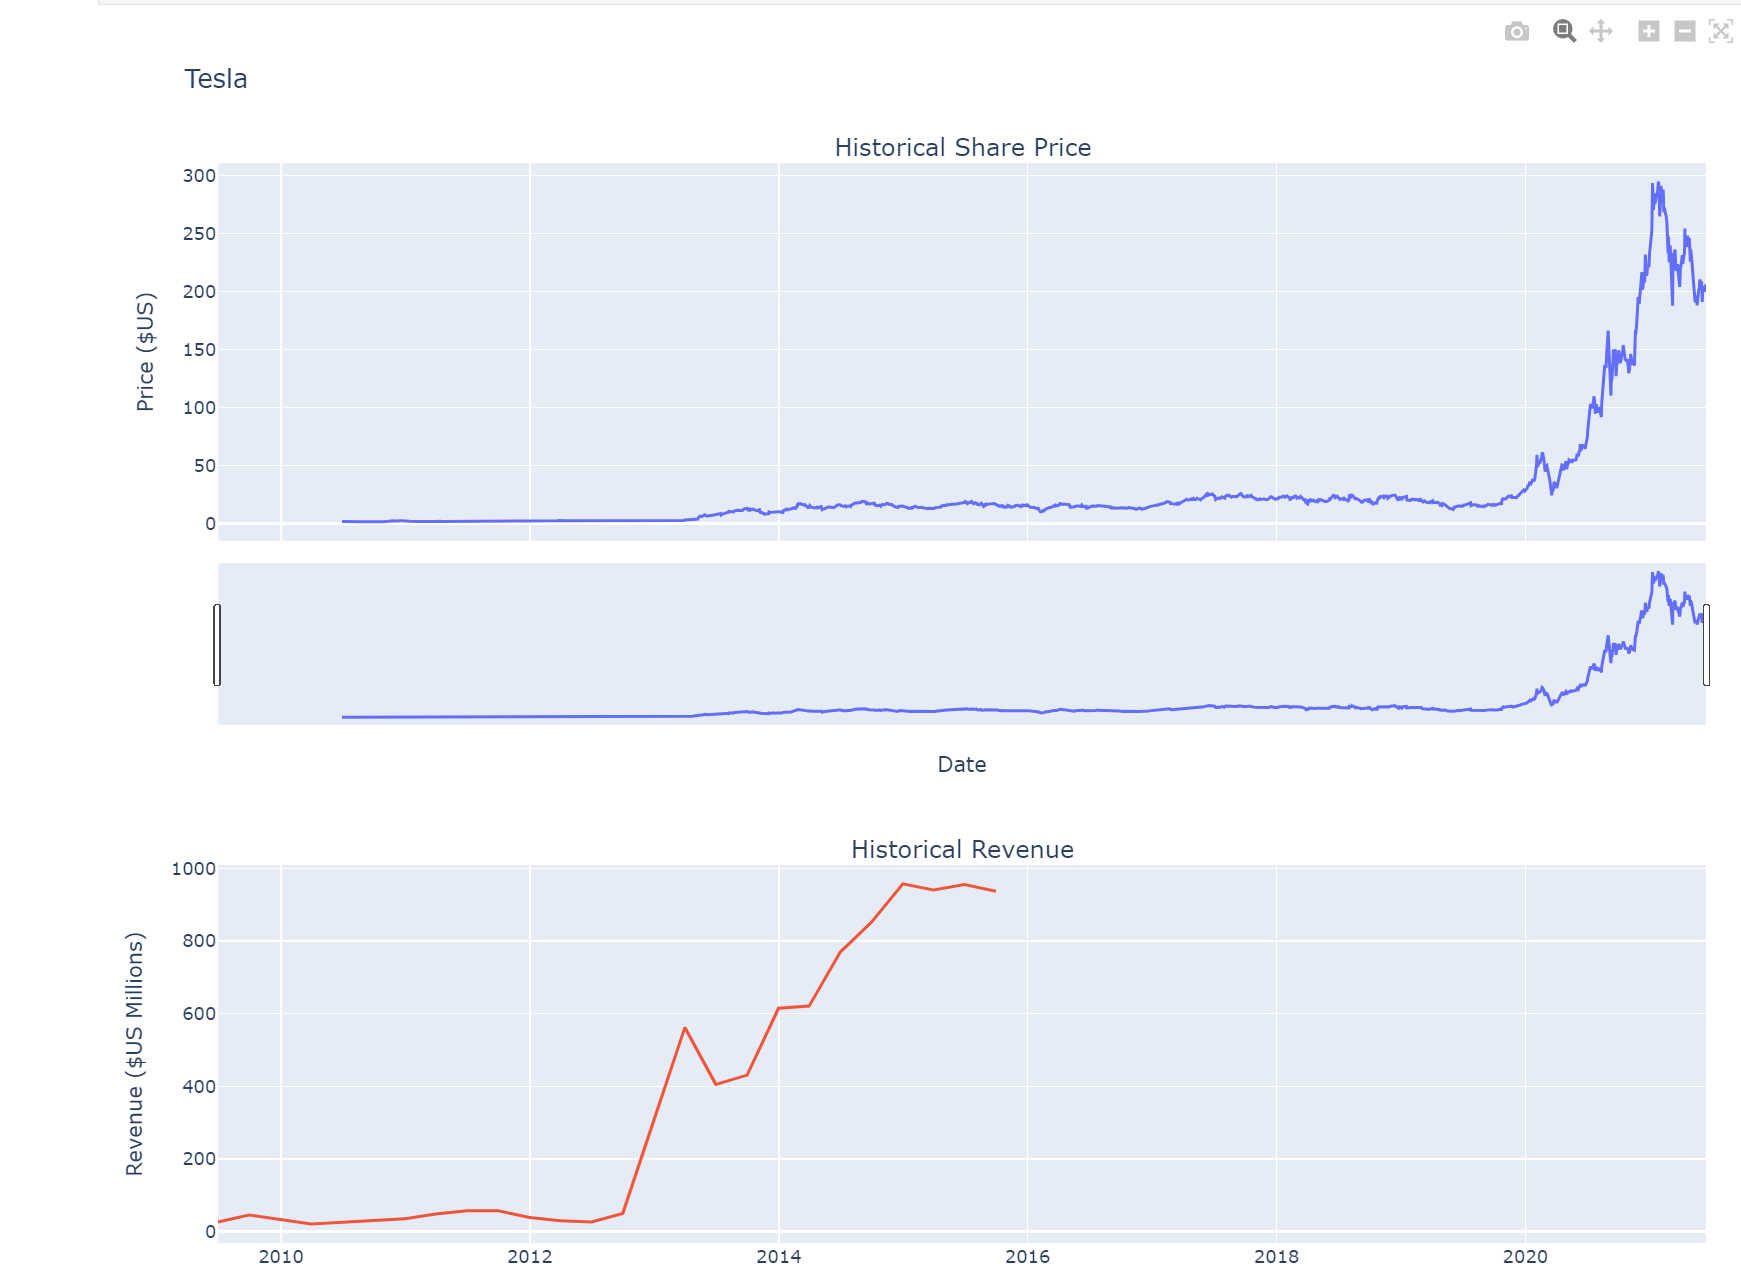 Tesla
Historical Share Price
300
250
200
150
100
50
0
Price ($US)
Date
Historical Revenue
1000
800
600
400
200
0
Revenue ($US Millions)
2010 2012 2014 2016 2018 2020